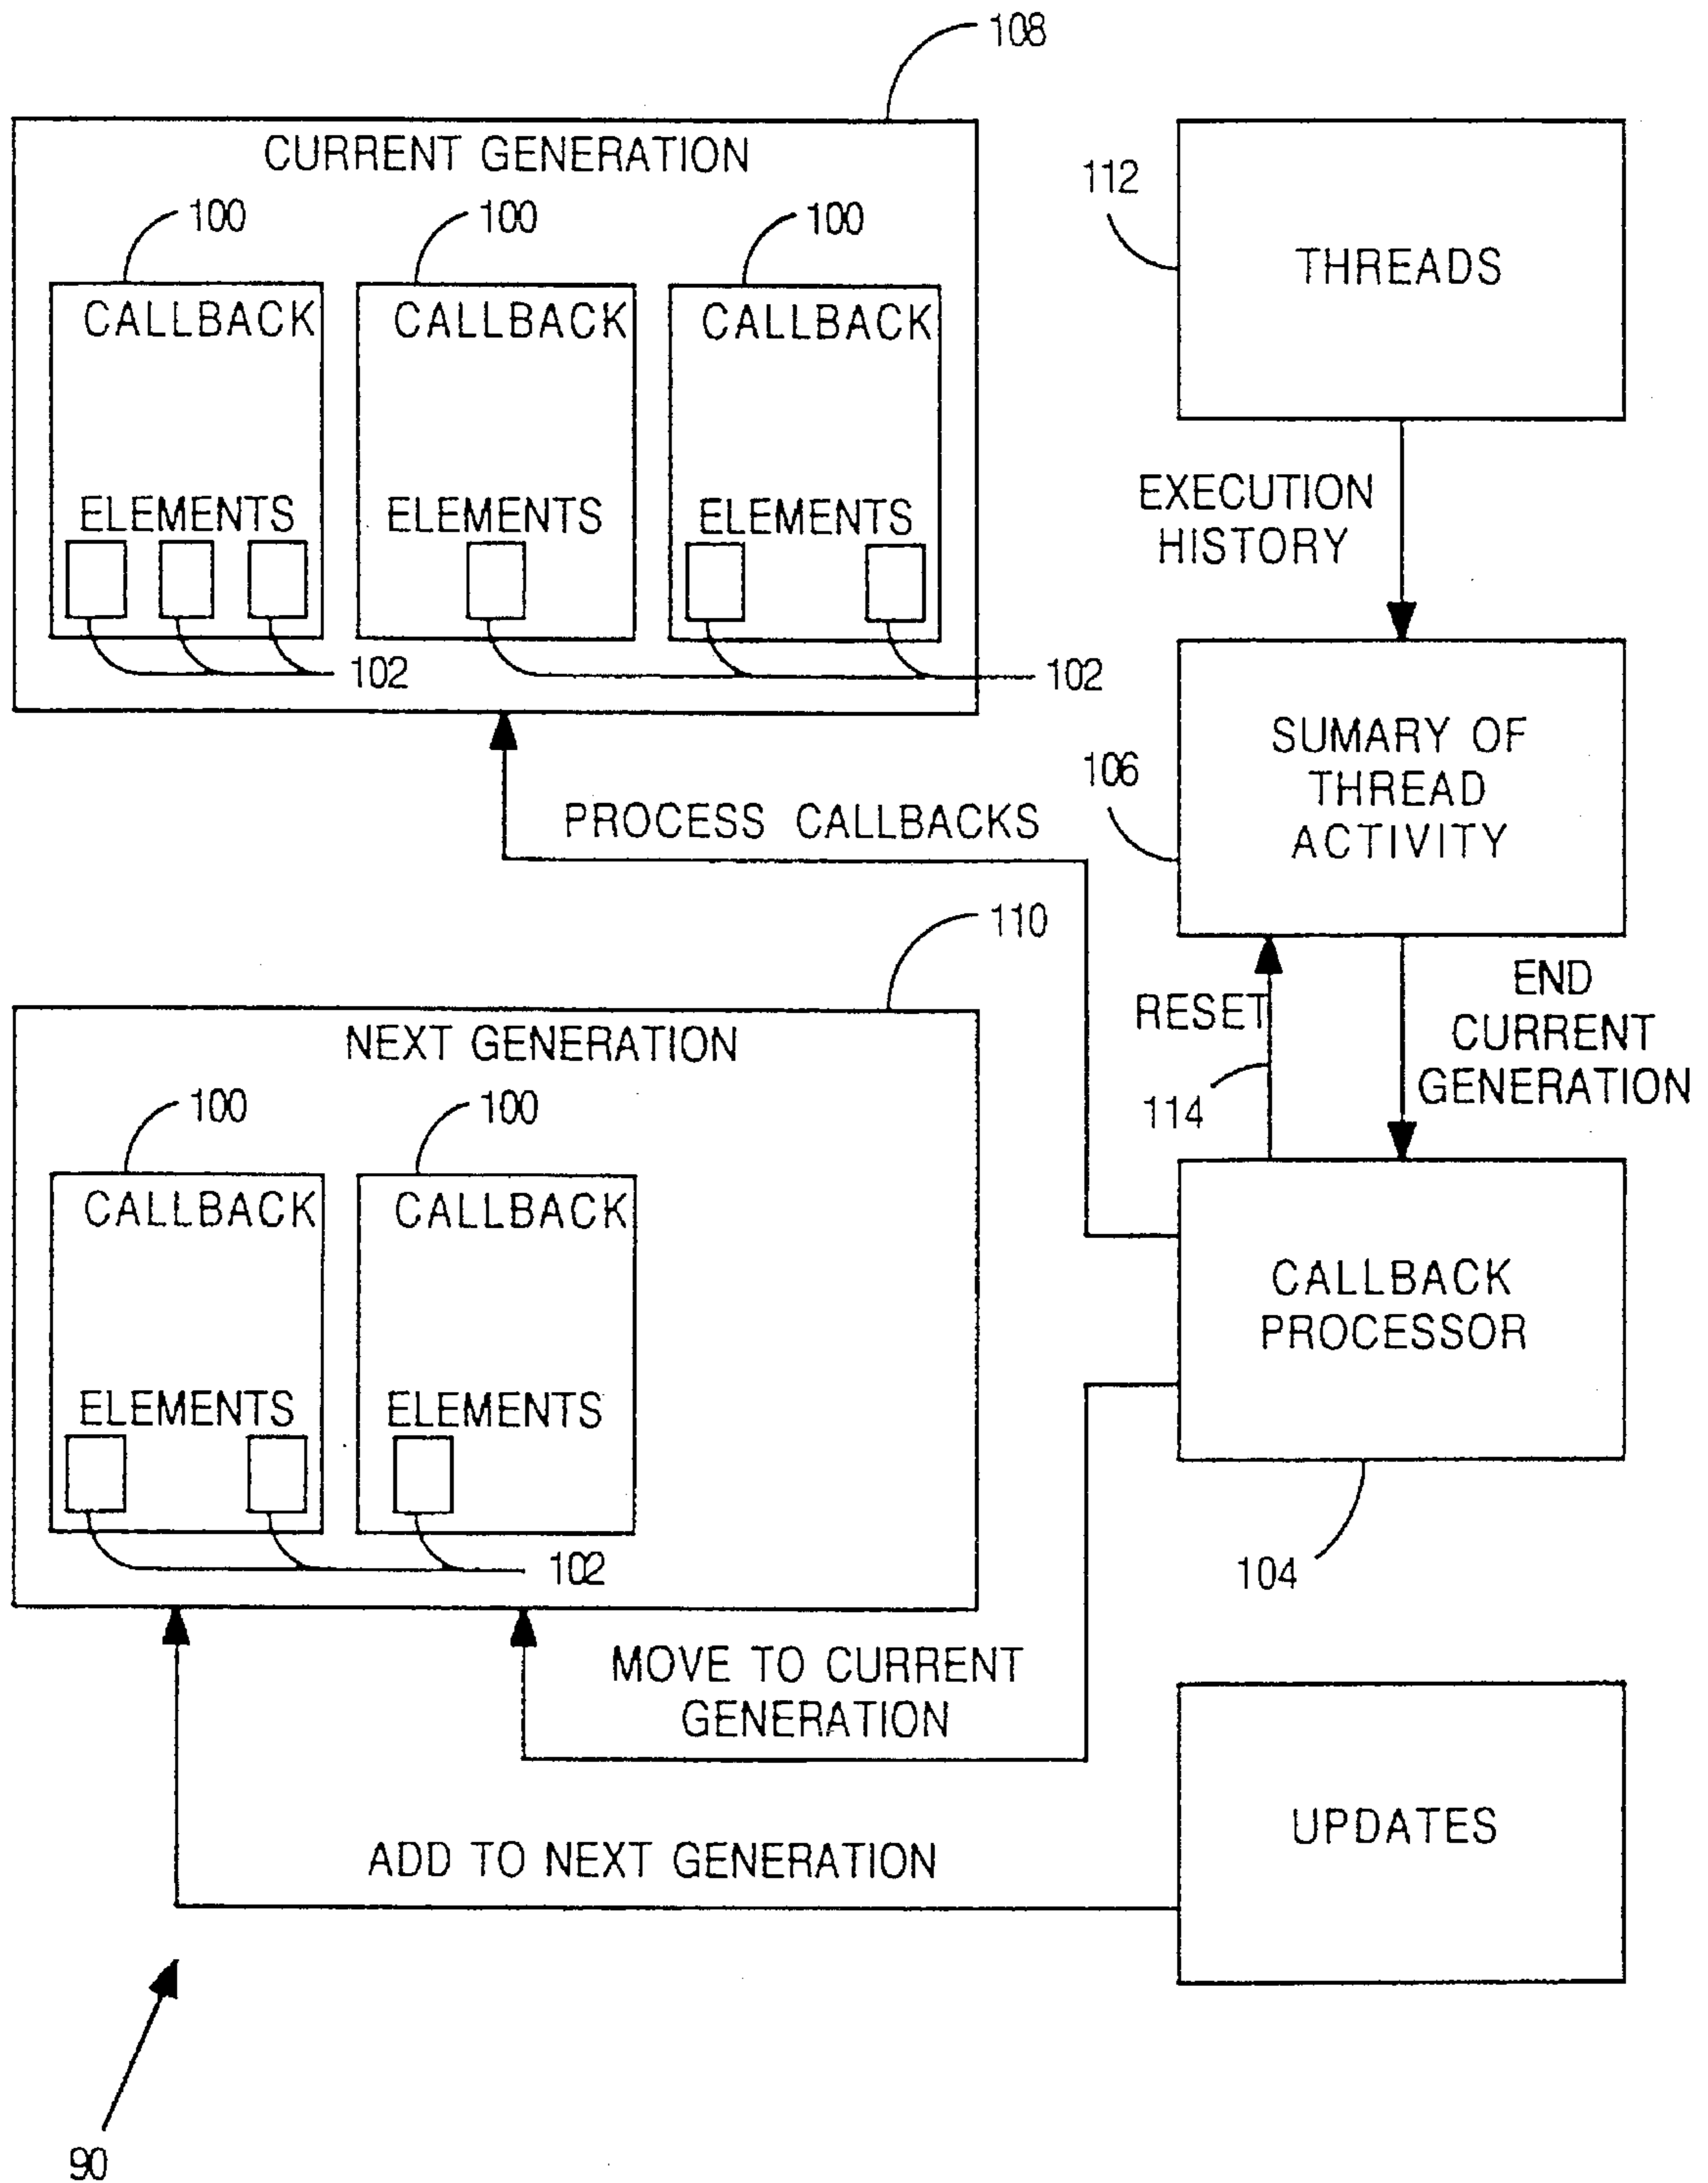 108
CURRENT GENERATION
100
100
100
CALLBACK
CALLBACK
CALLBACK
ELEMENTS
ELEMENTS
ELEMENTS
102
102
112
THREADS
EXECUTION
HISTORY
106
SUMARY OF
THREAD
ACTIVITY
PROCESS CALLBACKS
110
NEXT GENERATION
100
100
CALLBACK
CALLBACK
ELEMENTS
ELEMENTS
102
RESET
114
END
CURRENT
GENERATION
CALLBACK
PROCESSOR
104
MOVE TO CURRENT
GENERATION
UPDATES
ADD TO NEXT GENERATION
90